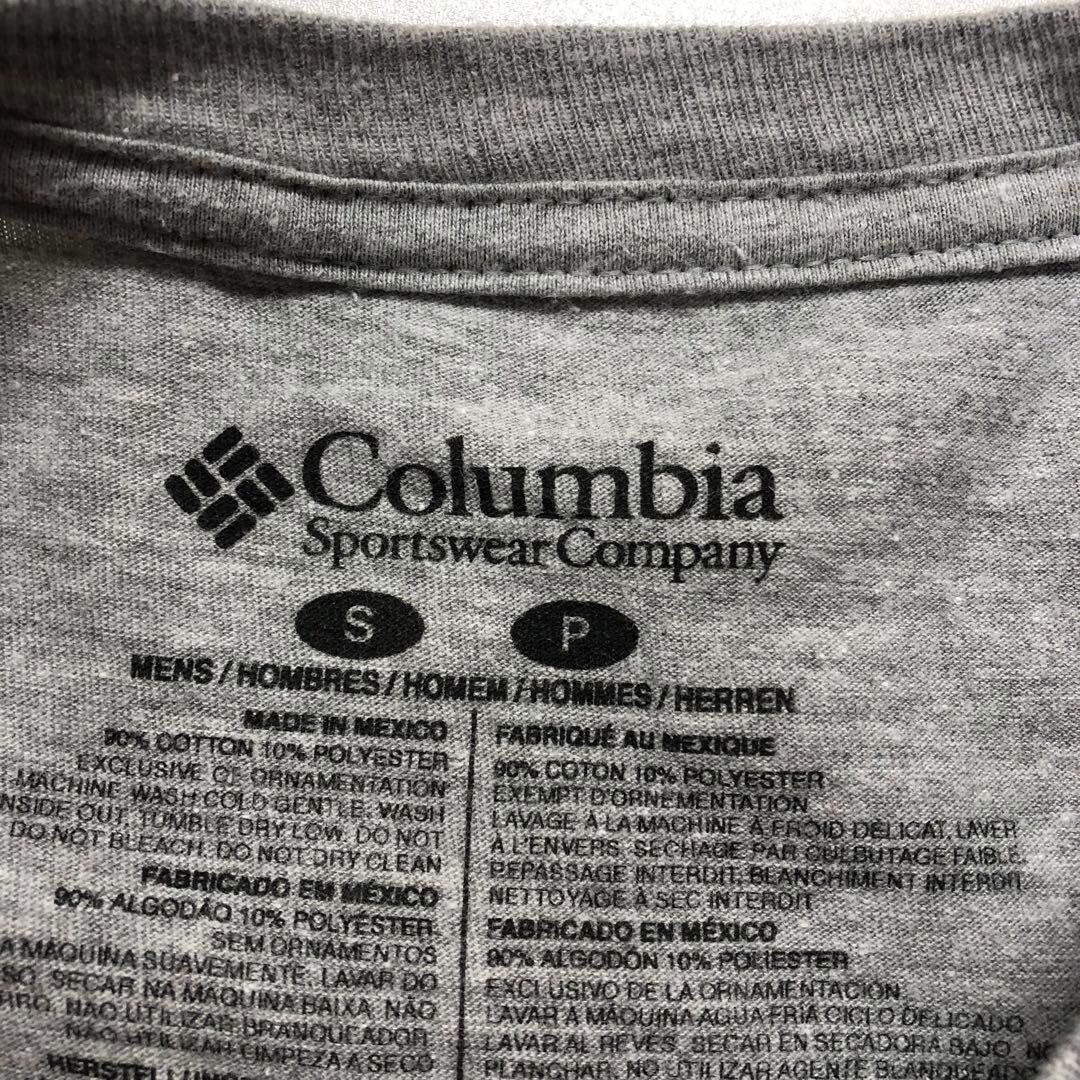 Columbia
Sportswear Company
S P
MENS / HOMBRES / HOMEM / HOMMES / HERREN
MADE IN MEXICO
90% COTTON 10% POLYESTER
EXCLUSIVE OF ORNAMENTATION
MACHINE WASH COLD GENTLE. WASH
INSIDE OUT. TUMBLE DRY LOW. DO NOT
DO NOT BLEACH. DO NOT DRY CLEAN
FABRICADO EM MÉXICO
90% ALGODÃO 10% POLYÉSTER.
SEM ORNAMENTOS
A MÁQUINA SUAVEMENTE. LAVAR DO
SECAR NA MÁQUINA BAIXA. NÃO
NÃO UTILIZAR BRANQUEADOR.
NÃO UTILIZAR LIMPEZA A SECO
FABRIQUÉ AU MEXIQUE
90% COTON 10% POLYESTER
EXEMPT D'ORNEMENTATION
LAVAGE À LA MACHINE À FROID DÉLICAT. LAVER
À L'ENVERS. SÉCHAGE PAR CULBUTAGE FAIBLE.
REPASSAGE INTERDIT. BLANCHIMENT INTERDIT.
NETTOYAGE À SEC INTERDIT
FABRICADO EN MÉXICO
90% ALGODÓN 10% POLIESTER
EXCLUSIVO DE LA ORNAMENTACIÓN.
LAVAR A MÁQUINA AGUA FRÍA CICLO DELICADO
LAVAR AL REVES. SECAR EN SECADORA BAJO. NO
PLANCHAR. NO UTILIZAR AGENTE BLANQUEADO